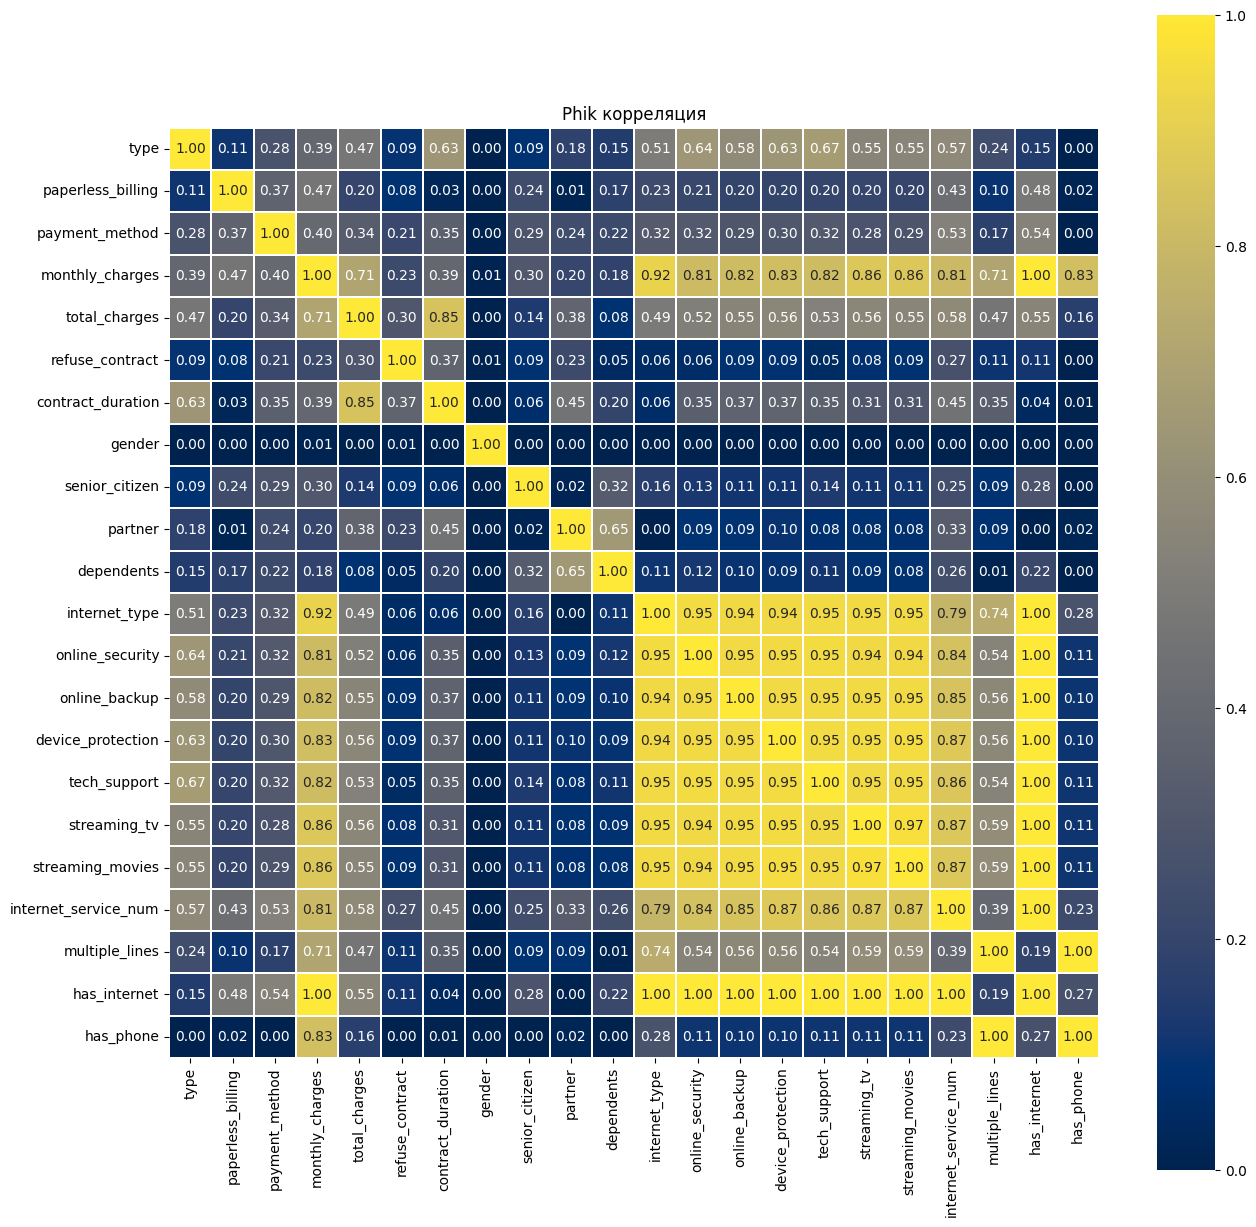 Phik корреляция
type 1.00 0.11 0.28 0.39 0.47 0.09 0.63 0.00 0.09 0.18 0.15 0.51 0.64 0.58 0.63 0.67 0.55 0.55 0.57 0.24 0.15 0.00
paperless_billing 0.11 1.00 0.37 0.47 0.20 0.08 0.03 0.00 0.24 0.01 0.17 0.23 0.21 0.20 0.20 0.20 0.20 0.20 0.43 0.10 0.48 0.02
payment_method 0.28 0.37 1.00 0.40 0.34 0.21 0.35 0.00 0.29 0.24 0.22 0.32 0.32 0.29 0.30 0.32 0.28 0.29 0.53 0.17 0.54 0.00
monthly_charges 0.39 0.47 0.40 1.00 0.71 0.23 0.39 0.01 0.30 0.20 0.18 0.92 0.81 0.82 0.83 0.82 0.86 0.86 0.81 0.71 1.00 0.83
total_charges 0.47 0.20 0.34 0.71 1.00 0.30 0.85 0.00 0.14 0.38 0.08 0.49 0.52 0.55 0.56 0.53 0.56 0.55 0.58 0.47 0.55 0.16
refuse_contract 0.09 0.08 0.21 0.23 0.30 1.00 0.37 0.01 0.09 0.23 0.05 0.06 0.06 0.09 0.09 0.05 0.08 0.09 0.27 0.11 0.11 0.00
contract_duration 0.63 0.03 0.35 0.39 0.85 0.37 1.00 0.00 0.06 0.45 0.20 0.06 0.35 0.37 0.37 0.35 0.31 0.31 0.45 0.35 0.04 0.01
gender 0.00 0.00 0.00 0.01 0.00 0.01 0.00 1.00 0.00 0.00 0.00 0.00 0.00 0.00 0.00 0.00 0.00 0.00 0.00 0.00 0.00 0.00
senior_citizen 0.09 0.24 0.29 0.30 0.14 0.09 0.06 0.00 1.00 0.02 0.32 0.16 0.13 0.11 0.11 0.14 0.11 0.11 0.25 0.09 0.28 0.00
partner 0.18 0.01 0.24 0.20 0.38 0.23 0.45 0.00 0.02 1.00 0.65 0.00 0.09 0.09 0.10 0.08 0.08 0.08 0.33 0.09 0.00 0.02
dependents 0.15 0.17 0.22 0.18 0.08 0.05 0.20 0.00 0.32 0.65 1.00 0.11 0.12 0.10 0.09 0.11 0.09 0.08 0.26 0.01 0.22 0.00
internet_type 0.51 0.23 0.32 0.92 0.49 0.06 0.06 0.00 0.16 0.00 0.11 1.00 0.95 0.94 0.94 0.95 0.95 0.95 0.79 0.74 1.00 0.28
online_security 0.64 0.21 0.32 0.81 0.52 0.06 0.35 0.00 0.13 0.09 0.12 0.95 1.00 0.95 0.95 0.95 0.94 0.94 0.84 0.54 1.00 0.11
online_backup 0.58 0.20 0.29 0.82 0.55 0.09 0.37 0.00 0.11 0.09 0.10 0.94 0.95 1.00 0.95 0.95 0.95 0.95 0.85 0.56 1.00 0.10
device_protection 0.63 0.20 0.30 0.83 0.56 0.09 0.37 0.00 0.11 0.10 0.09 0.94 0.95 0.95 1.00 0.95 0.95 0.95 0.87 0.56 1.00 0.10
tech_support 0.67 0.20 0.32 0.82 0.53 0.05 0.35 0.00 0.14 0.08 0.11 0.95 0.95 0.95 0.95 1.00 0.95 0.95 0.86 0.54 1.00 0.11
streaming_tv 0.55 0.20 0.28 0.86 0.56 0.08 0.31 0.00 0.11 0.08 0.09 0.95 0.94 0.95 0.95 0.95 1.00 0.97 0.87 0.59 1.00 0.11
streaming_movies 0.55 0.20 0.29 0.86 0.55 0.09 0.31 0.00 0.11 0.08 0.08 0.95 0.94 0.95 0.95 0.95 0.97 1.00 0.87 0.59 1.00 0.11
internet_service_num 0.57 0.43 0.53 0.81 0.58 0.27 0.45 0.00 0.25 0.33 0.26 0.79 0.84 0.85 0.87 0.86 0.87 0.87 1.00 0.39 1.00 0.23
multiple_lines 0.24 0.10 0.17 0.71 0.47 0.11 0.35 0.00 0.09 0.09 0.01 0.74 0.54 0.56 0.56 0.54 0.59 0.59 0.39 1.00 0.19 1.00
has_internet 0.15 0.48 0.54 1.00 0.55 0.11 0.04 0.00 0.28 0.00 0.22 1.00 1.00 1.00 1.00 1.00 1.00 1.00 1.00 0.19 1.00 0.27
has_phone 0.00 0.02 0.00 0.83 0.16 0.00 0.01 0.00 0.00 0.02 0.00 0.28 0.11 0.10 0.10 0.11 0.11 0.11 0.23 1.00 0.27 1.00
type
paperless_billing
payment_method
monthly_charges
total_charges
refuse_contract
contract_duration
gender
senior_citizen
partner
dependents
internet_type
online_security
online_backup
device_protection
tech_support
streaming_tv
streaming_movies
internet_service_num
multiple_lines
has_internet
has_phone
1.0
0.8
0.6
0.4
0.2
0.0